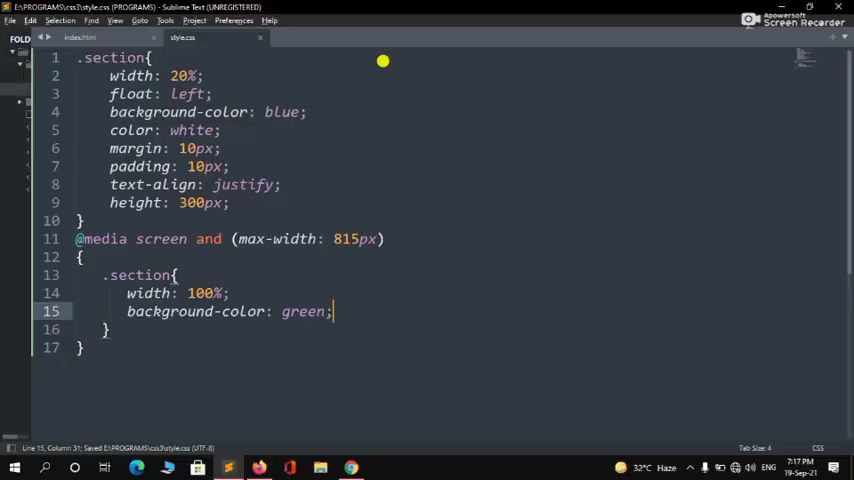 E:\PROGRAMS\css3\style.css (PROGRAMS) - Sublime Text (UNREGISTERED)
File Edit Selection Find View Goto Tools Project Preferences Help
Apowersoft
Screen Recorder
FOLD
index.html
style.css
1 .section{
2 width: 20%;
3 float: left;
4 background-color: blue;
5 color: white;
6 margin: 10px;
7 padding: 10px;
8 text-align: justify;
9 height: 300px;
10 }
11 @media screen and (max-width: 815px)
12 {
13 .section{
14 width: 100%;
15 background-color: green;
16 }
17 }
Line 15, Column 31; Saved E:\PROGRAMS\css3\style.css (UTF-8)
Tab Size: 4
CSS
32°C Haze
ENG
7:17 PM
19-Sep-21